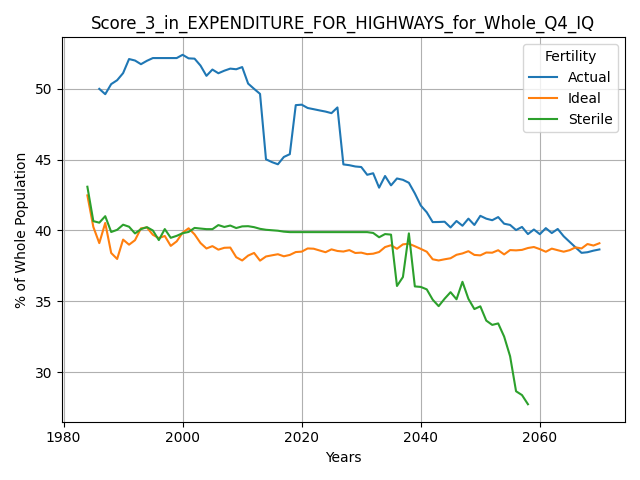 Score_3_in_EXPENDITURE_FOR_HIGHWAYS_for_Whole_Q4_IQ
Fertility
Actual
Ideal
Sterile
% of Whole Population
50
45
40
35
30
1980
2000
2020
2040
2060
Years